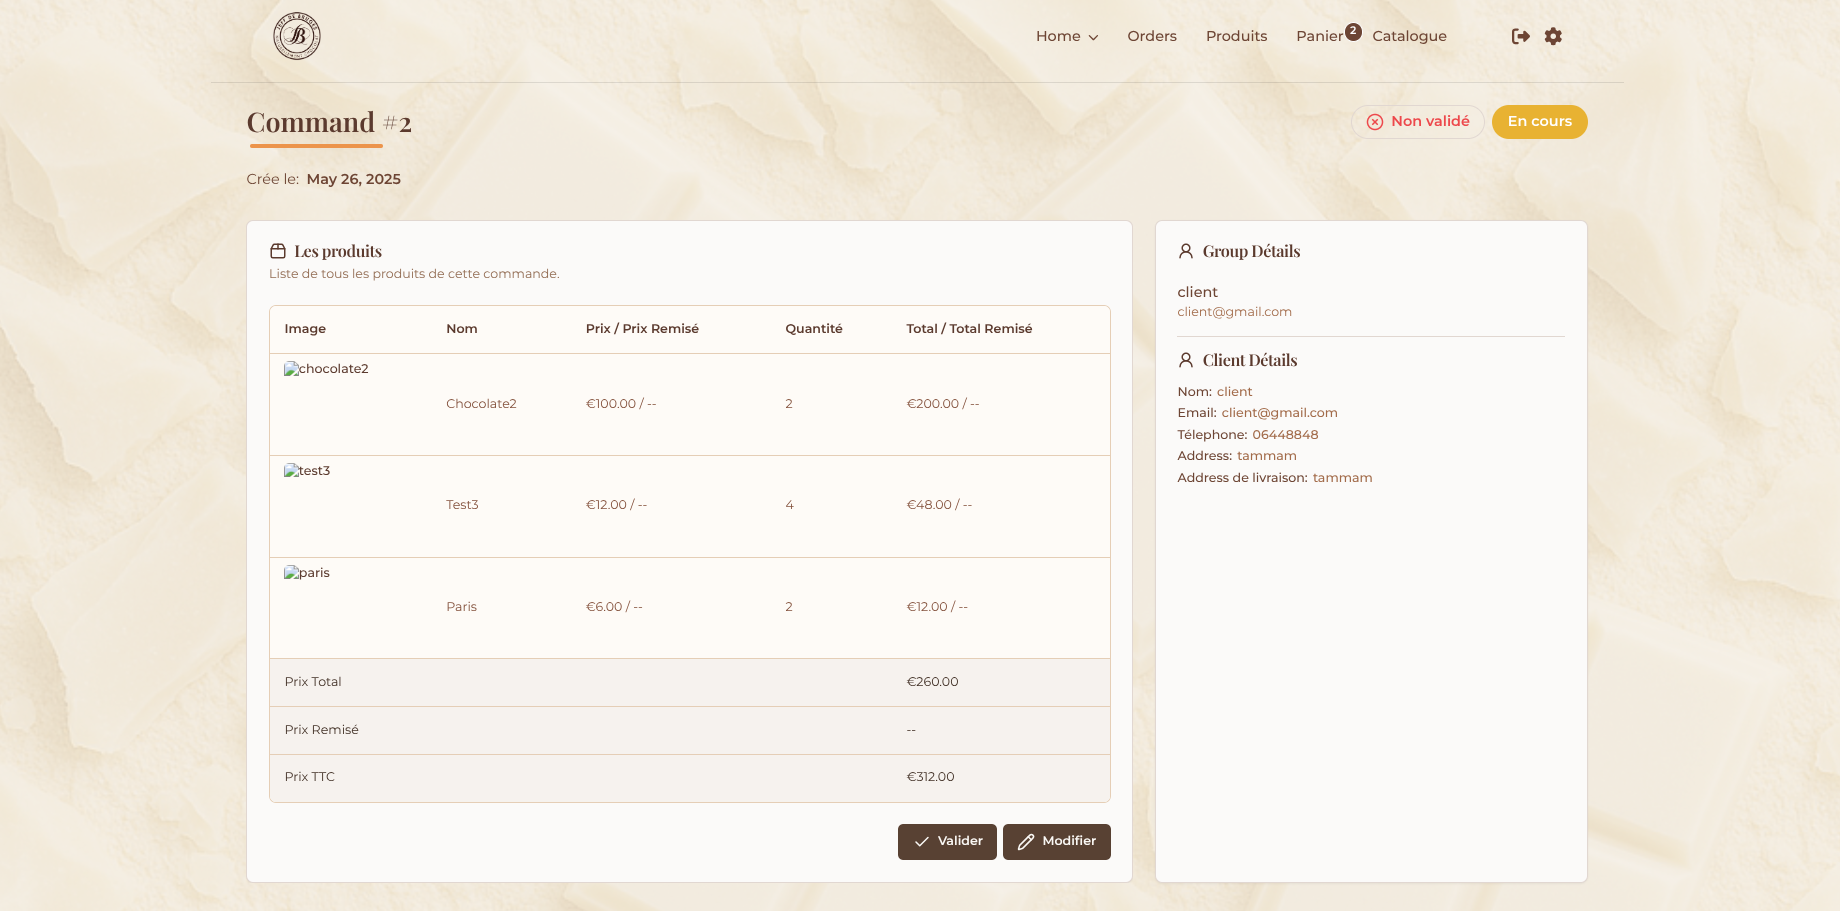 Home Orders Produits Panier 2 Catalogue
Command #2
Non validé En cours
Crée le: May 26, 2025
Les produits
Liste de tous les produits de cette commande.
Image Nom Prix / Prix Remisé Quantité Total / Total Remisé
chocolate2
Chocolate2 €100.00 / -- 2 €200.00 / --
test3
Test3 €12.00 / -- 4 €48.00 / --
paris
Paris €6.00 / -- 2 €12.00 / --
Prix Total €260.00
Prix Remisé --
Prix TTC €312.00
Valider Modifier
Group Détails
client
client@gmail.com
Client Détails
Nom: client
Email: client@gmail.com
Télephone: 06448848
Address: tammam
Address de livraison: tammam